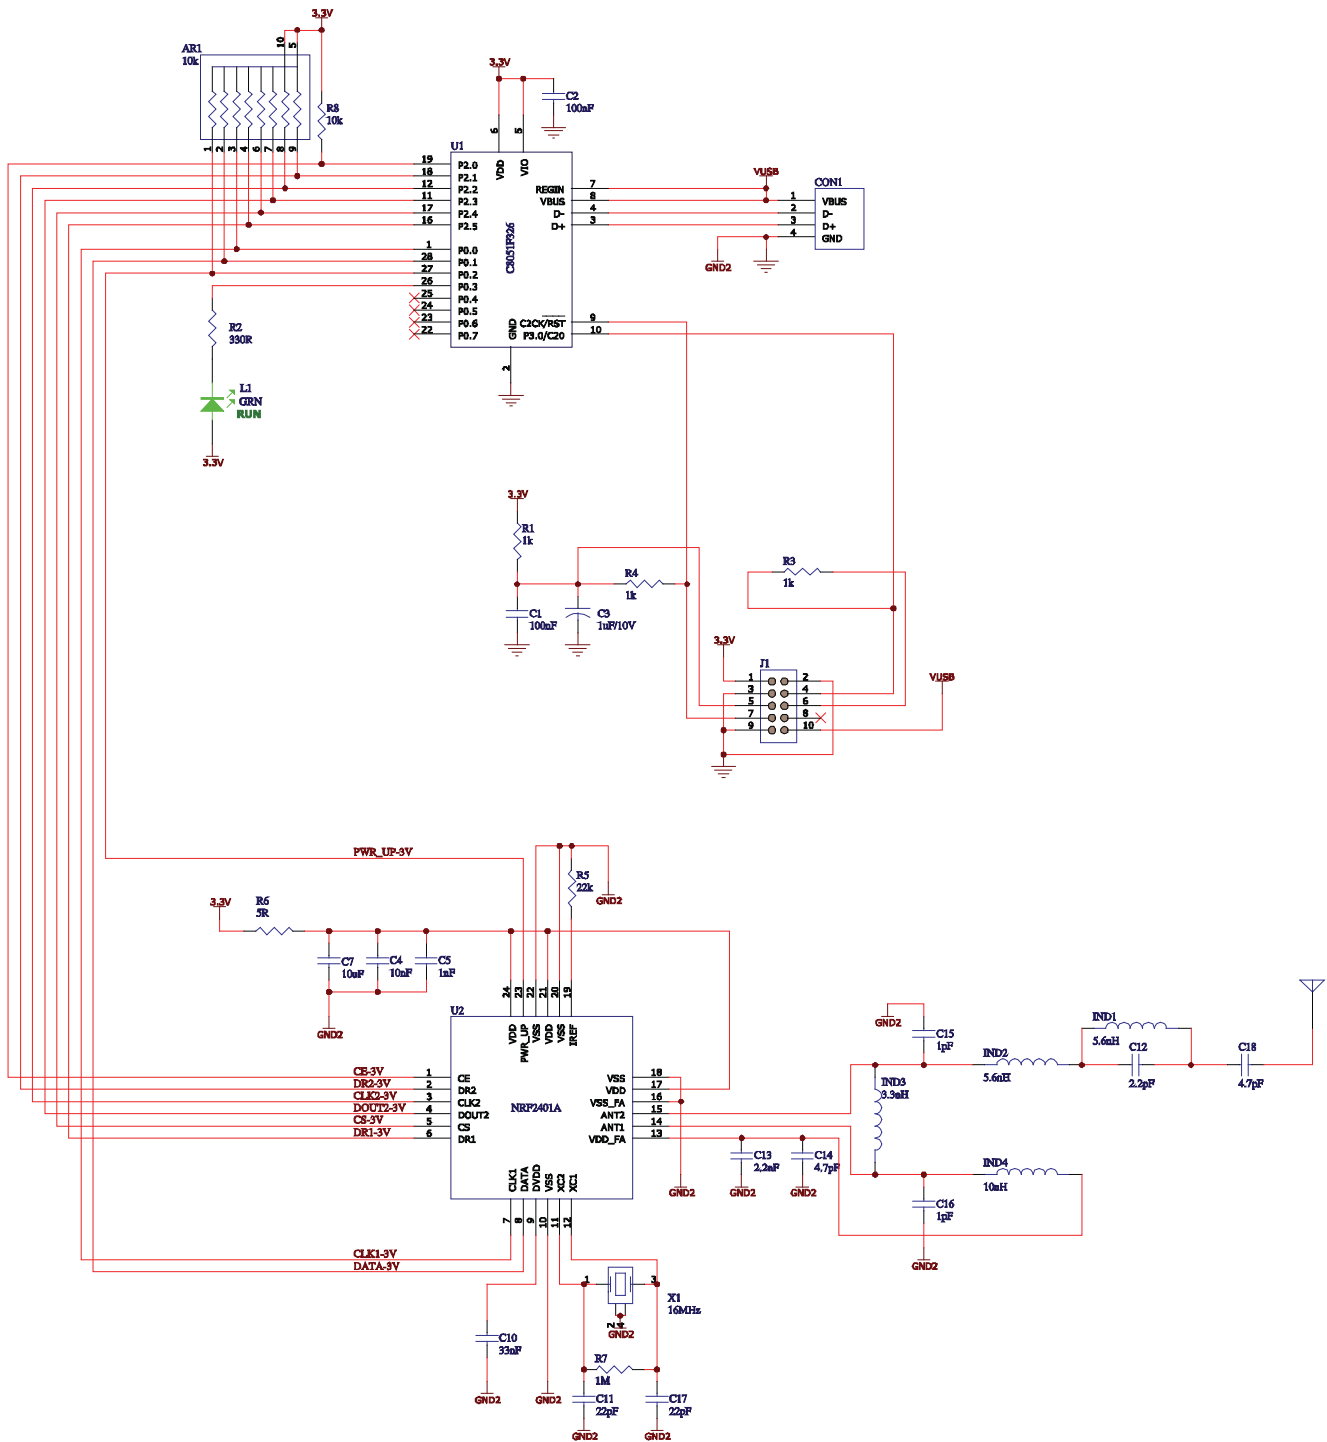 3.3V
AR1
10k
10
5
R8
10k
1
2
3
4
6
7
8
9
3.3V
C2
100nF
6
5
U1
VDD
VIO
19 P2.0
18 P2.1
12 P2.2
11 P2.3
17 P2.4
16 P2.5
1 P0.0
28 P0.1
27 P0.2
26 P0.3
25 P0.4
24 P0.5
23 P0.6
22 P0.7
C8051F326
REGIN 7
VBUS 8
D- 4
D+ 3
C2CK/RST 9
P3.0/C20 10
GND
2
VUSB
CON1
1 VBUS
2 D-
3 D+
4 GND
GND2
R2
330R
L1
GRN
RUN
3.3V
3.3V
R1
1k
C1
100nF
C3
1uF/10V
R4
1k
R3
1k
3.3V
J1
1 2
3 4
5 6
7 8
9 10
VUSB
PWR_UP-3V
R5
22k
GND2
3.3V
R6
5R
C7
10uF
C4
10nF
C5
1nF
GND2
24
23
22
21
20
19
U2
VDD
PWR_UP
VSS
VDD
VSS
IREF
CE-3V 1 CE
DR2-3V 2 DR2
CLK2-3V 3 CLK2
DOUT2-3V 4 DOUT2
CS-3V 5 CS
DR1-3V 6 DR1
NRF2401A
VSS 18
VDD 17
VSS_FA 16
ANT2 15
ANT1 14
VDD_FA 13
CLK1
DATA
DVDD
VSS
XC2
XC1
7
8
9
10
11
12
GND2
C13
2.2nF
GND2
C14
4.7pF
GND2
GND2
C15
1pF
IND3
3.3nH
IND2
5.6nH
IND1
5.6nH
C12
2.2pF
C18
4.7pF
IND4
10nH
C16
1pF
GND2
CLK1-3V
DATA-3V
1
3
2
4
X1
16MHz
GND2
C10
33nF
GND2
GND2
R7
1M
C11
22pF
GND2
C17
22pF
GND2